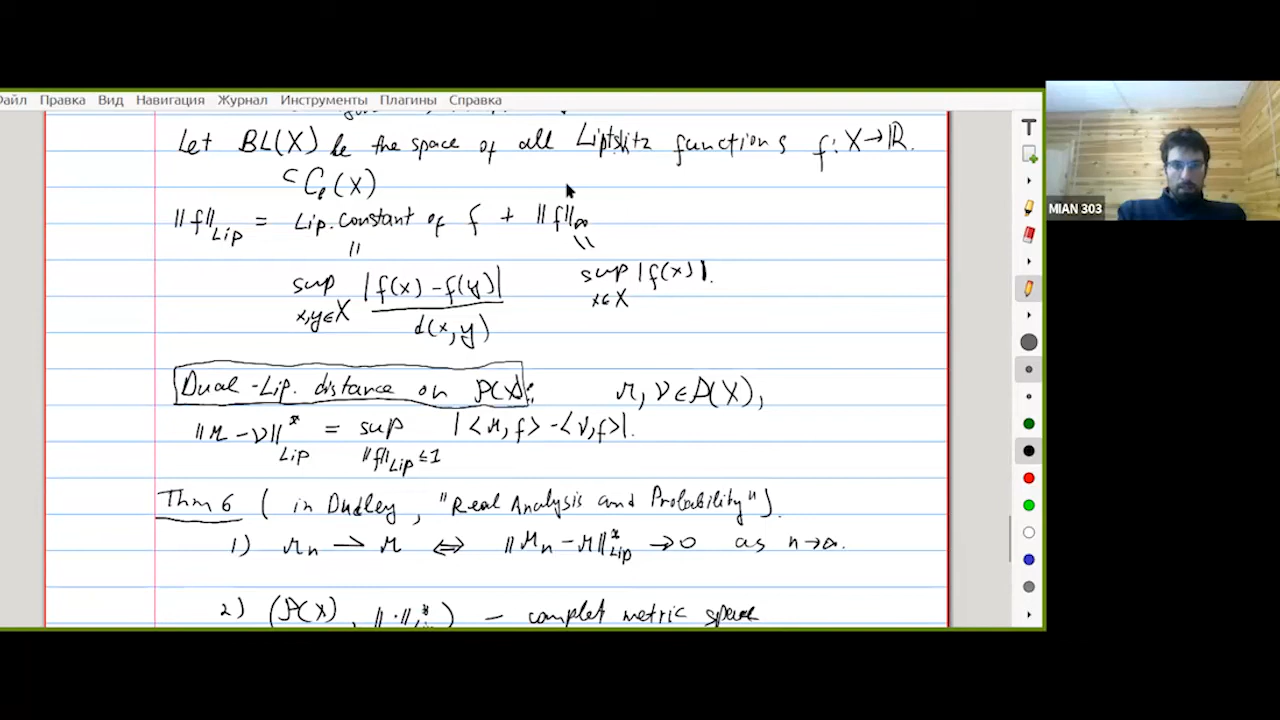 Файл Правка Вид Навигация Журнал Инструменты Плагины Справка
Let BL(X) be the space of all Liptshitz functions f: X→ℝ.
⊂ C_b(X)
‖f‖_Lip = Lip. constant of f + ‖f‖_∞
sup_{x,y∈X} |f(x) - f(y)| / d(x,y)
sup_{x∈X} |f(x)|.
Dual-Lip. distance on P(X): μ, ν ∈ P(X),
‖μ - ν‖*_Lip = sup_{‖f‖_Lip ≤ 1} |<μ, f> - <ν, f>|.
Thm 6 (in Dudley, "Real Analysis and Probability").
1) μ_n ⇀ μ ⇔ ‖μ_n - μ‖*_Lip → 0 as n→∞.
2) (P(X), ‖·‖*_Lip) - complet metric space
MIAN 303